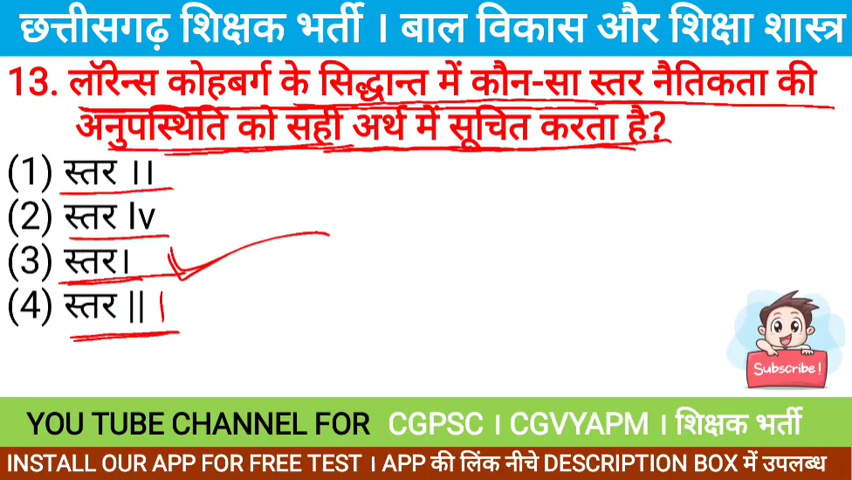 छत्तीसगढ़ शिक्षक भर्ती । बाल विकास और शिक्षा शास्त्र
13. लॉरेन्स कोहबर्ग के सिद्धान्त में कौन-सा स्तर नैतिकता की
अनुपस्थिति को सही अर्थ में सूचित करता है?
(1) स्तर ।।
(2) स्तर Iv
(3) स्तर।
(4) स्तर || |
Subscribe!
YOU TUBE CHANNEL FOR CGPSC । CGVYAPM । शिक्षक भर्ती
INSTALL OUR APP FOR FREE TEST । APP की लिंक नीचे DESCRIPTION BOX में उपलब्ध